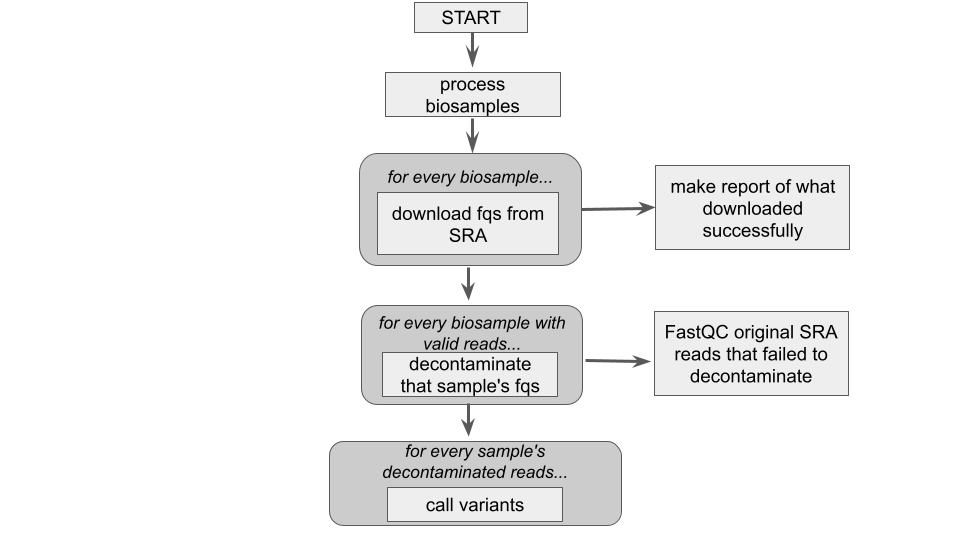 START
process
biosamples
for every biosample...
download fqs from
SRA
make report of what
downloaded
successfully
for every biosample with
valid reads...
decontaminate
that sample's fqs
FastQC original SRA
reads that failed to
decontaminate
for every sample's
decontaminated reads...
call variants